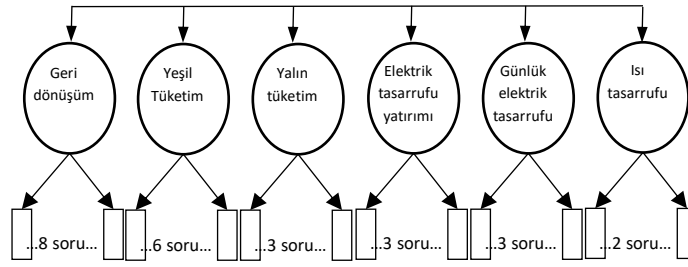 Geri
dönüşüm
Yeşil
Tüketim
Yalın
tüketim
Elektrik
tasarrufu
yatırımı
Günlük
elektrik
tasarrufu
Isı
tasarrufu
...8 soru...
...6 soru...
...3 soru...
...3 soru...
...3 soru...
...2 soru...